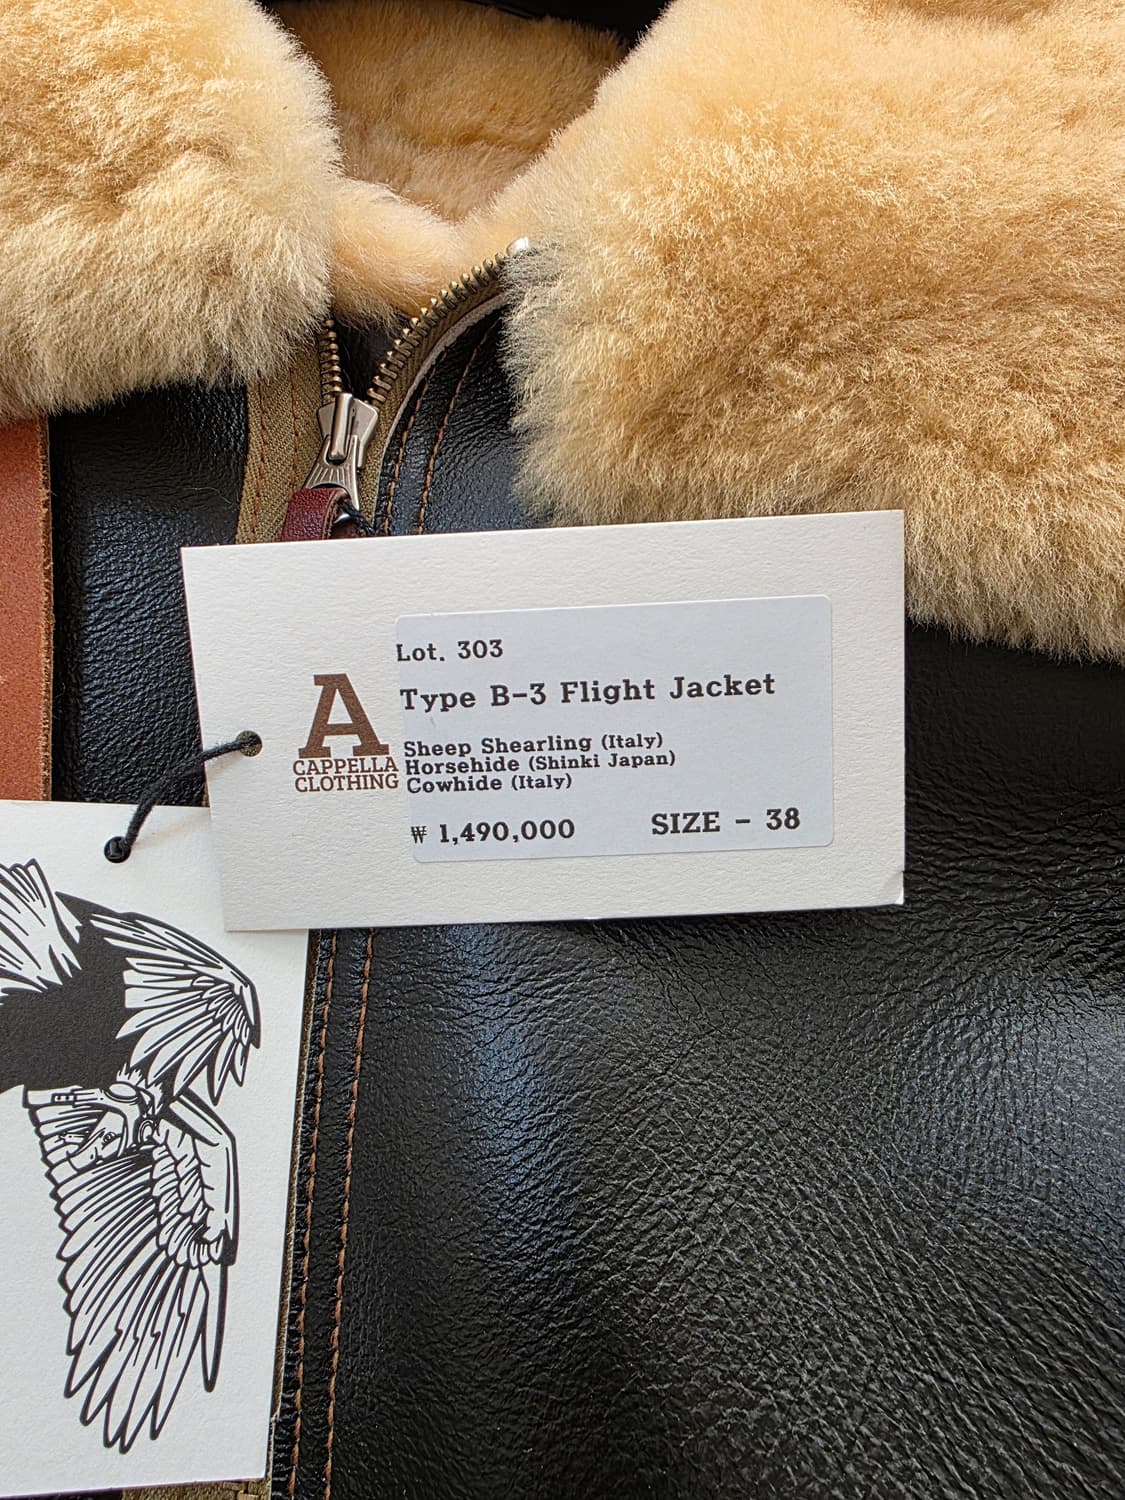 Lot. 303
Type B-3 Flight Jacket
A
CAPPELLA
CLOTHING
Sheep Shearling (Italy)
Horsehide (Shinki Japan)
Cowhide (Italy)
₩ 1,490,000 SIZE - 38